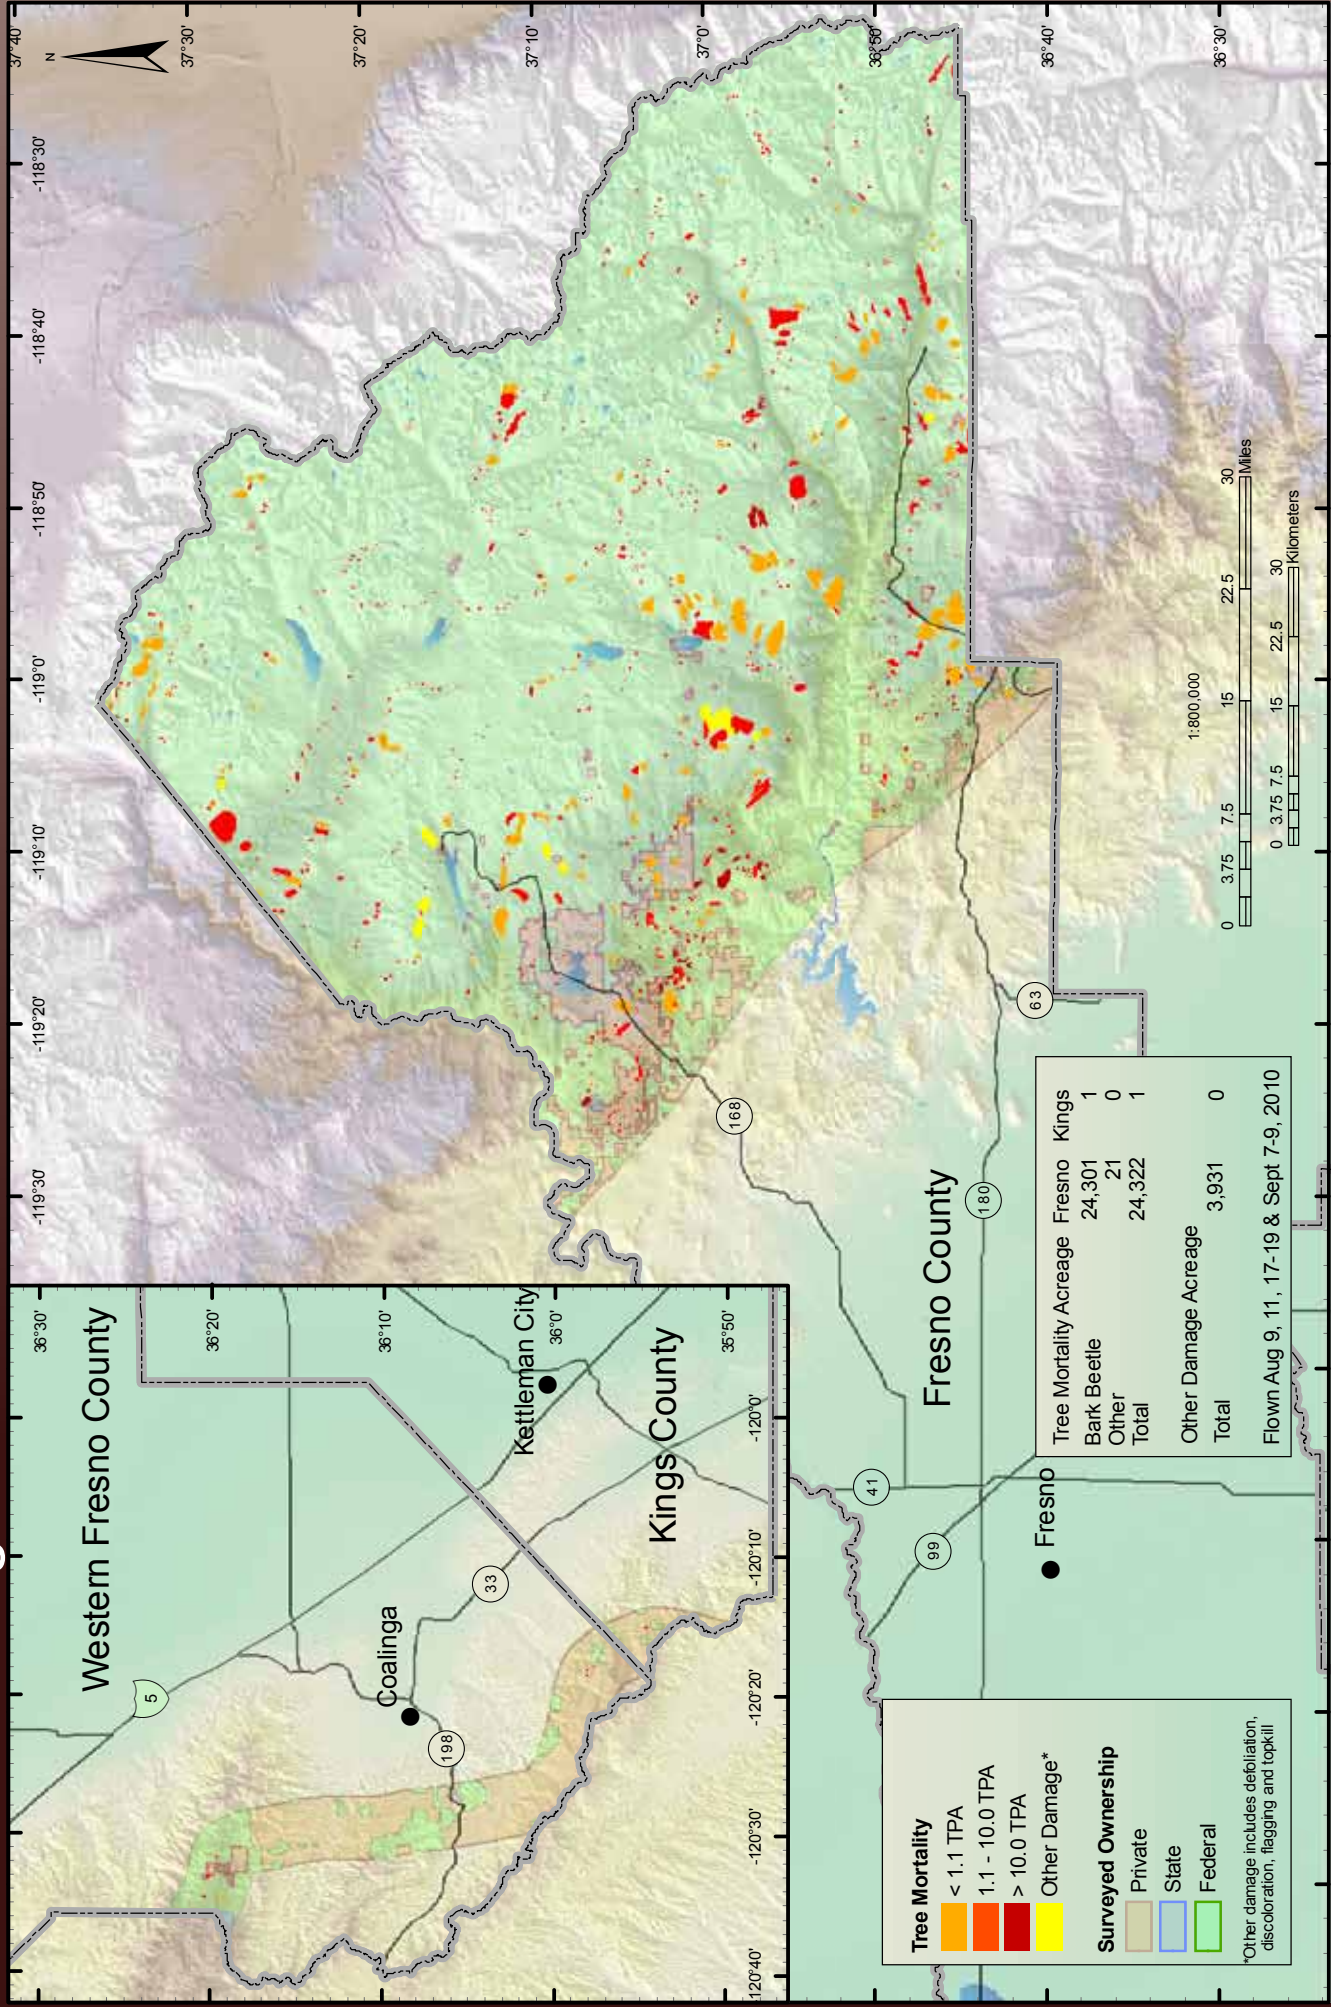 Western Fresno County
Kings County
Coalinga
Kettleman City
5
33
198
36°30'
36°20'
36°10'
36°0'
35°50'
-120°40'
-120°30'
-120°20'
-120°10'
-120°0'
N
37°40'
37°30'
37°20'
37°10'
37°0'
36°50'
36°40'
36°30'
-119°30'
-119°20'
-119°10'
-119°0'
-118°50'
-118°40'
-118°30'
Fresno County
Fresno
41
99
180
168
63
1:800,000
0 3.75 7.5 15 22.5 30
Miles
0 3.75 7.5 15 22.5 30
Kilometers
Tree Mortality
< 1.1 TPA
1.1 - 10.0 TPA
> 10.0 TPA
Other Damage*
Surveyed Ownership
Private
State
Federal
*Other damage includes defoliation,
discoloration, flagging and topkill
Tree Mortality Acreage Fresno Kings
Bark Beetle 24,301 1
Other 21 0
Total 24,322 1
Other Damage Acreage
Total 3,931 0
Flown Aug 9, 11, 17-19 & Sept 7-9, 2010